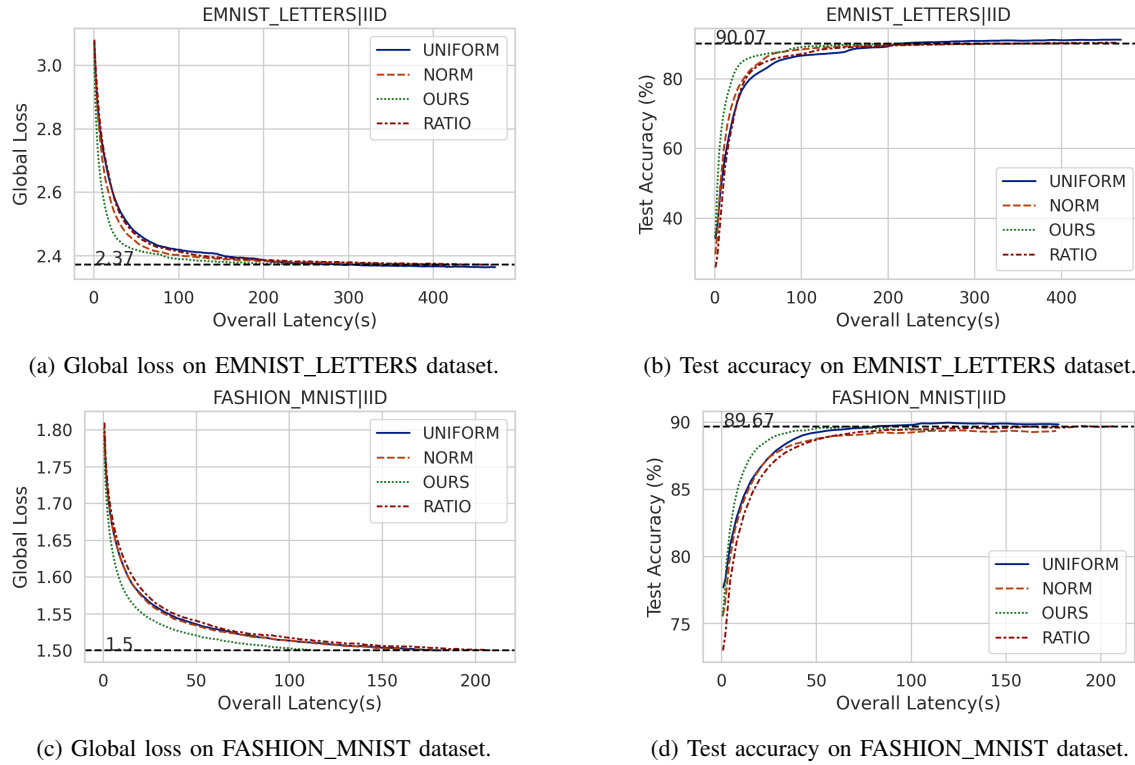 EMNIST_LETTERS|IID
3.0
2.8
2.6
2.4
Global Loss
2.37
UNIFORM
NORM
OURS
RATIO
0 100 200 300 400
Overall Latency(s)
(a) Global loss on EMNIST_LETTERS dataset.
EMNIST_LETTERS|IID
90.07
80
60
40
Test Accuracy (%)
UNIFORM
NORM
OURS
RATIO
0 100 200 300 400
Overall Latency(s)
(b) Test accuracy on EMNIST_LETTERS dataset.
FASHION_MNIST|IID
1.80
1.75
1.70
1.65
1.60
1.55
1.50
Global Loss
1.5
UNIFORM
NORM
OURS
RATIO
0 50 100 150 200
Overall Latency(s)
(c) Global loss on FASHION_MNIST dataset.
FASHION_MNIST|IID
89.67
90
85
80
75
Test Accuracy (%)
UNIFORM
NORM
OURS
RATIO
0 50 100 150 200
Overall Latency(s)
(d) Test accuracy on FASHION_MNIST dataset.